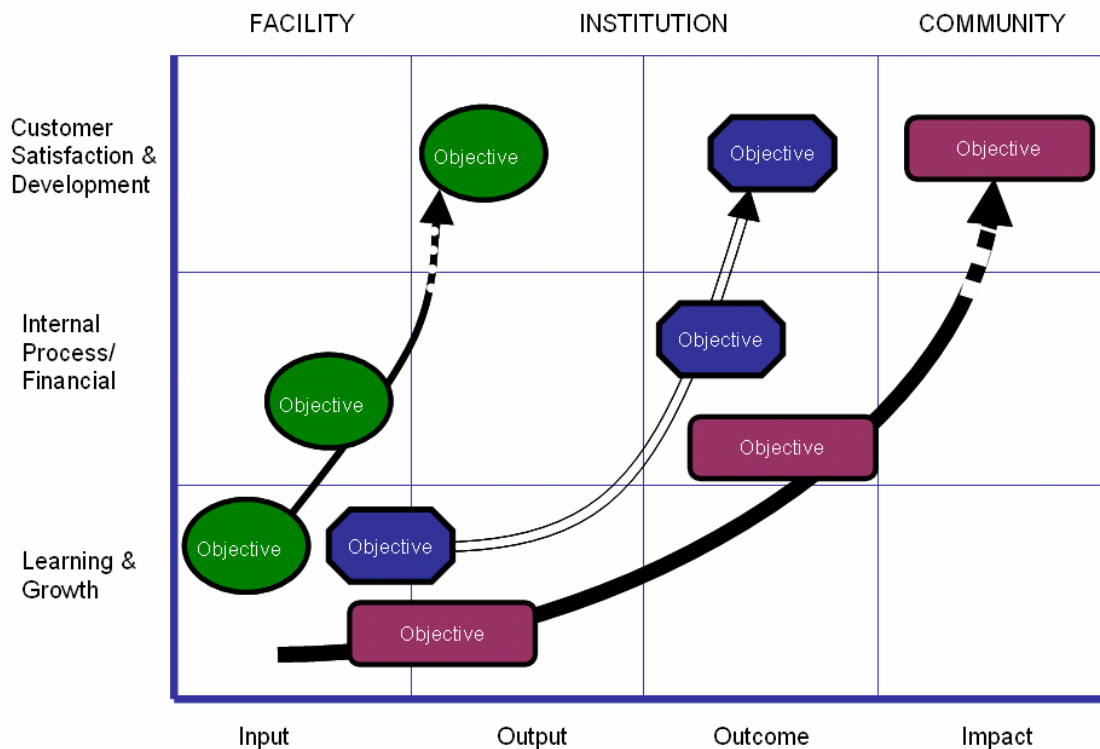 FACILITY INSTITUTION COMMUNITY
Customer
Satisfaction &
Development
Objective
Objective
Objective
Internal
Process/
Financial
Objective
Objective
Objective
Learning &
Growth
Objective
Objective
Objective
Input Output Outcome Impact